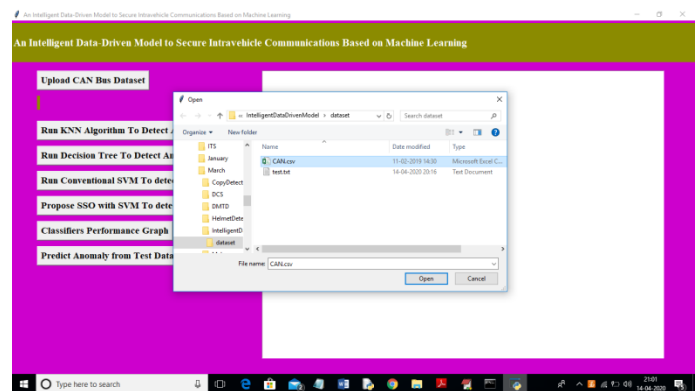 An Intelligent Data-Driven Model to Secure Intravehicle Communications Based on Machine Learning
An Intelligent Data-Driven Model to Secure Intravehicle Communications Based on Machine Learning
Upload CAN Bus Dataset
Run KNN Algorithm To Detect A
Run Decision Tree To Detect An
Run Conventional SVM To dete
Propose SSO with SVM To dete
Classifiers Performance Graph
Predict Anomaly from Test Data
Open
« IntelligentDataDrivenModel › dataset
Search dataset
Organize
New folder
ITS
January
March
CopyDetect
DCS
DMTD
HelmetDete
IntelligentD
dataset
Name Date modified Type
CAN.csv 11-02-2019 14:30 Microsoft Excel C...
test.txt 14-04-2020 20:16 Text Document
File name: CAN.csv
Open Cancel
Type here to search
21:01
14-04-2020